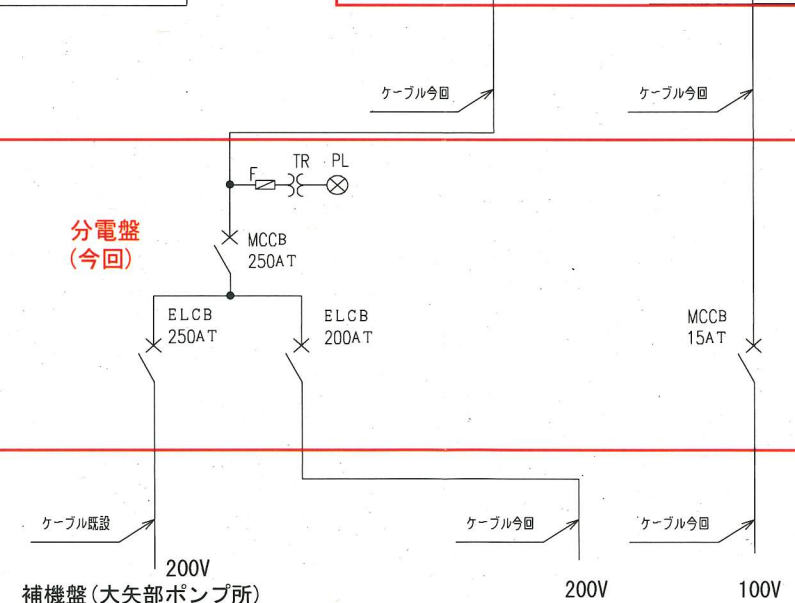 ケーブル今回
ケーブル今回
F
TR
PL
分電盤
(今回)
MCCB
250AT
ELCB
250AT
ELCB
200AT
MCCB
15AT
ケーブル既設
ケーブル今回
ケーブル今回
200V
補機盤(大矢部ポンプ所)
200V
100V